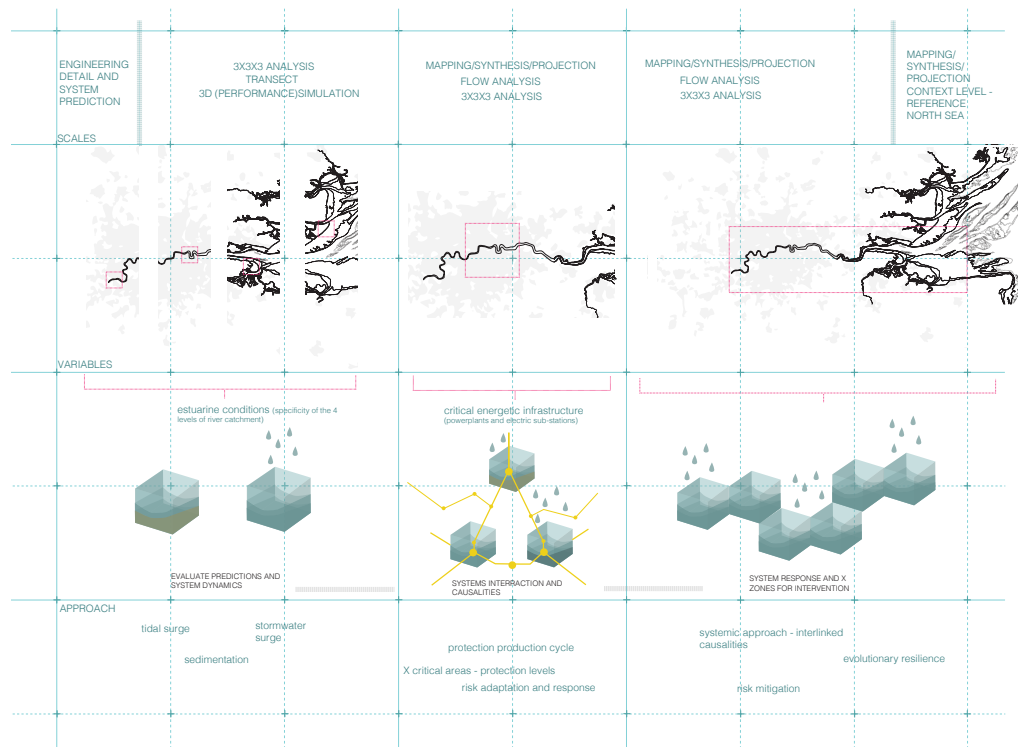 ENGINEERING
DETAIL AND
SYSTEM
PREDICTION
3X3X3 ANALYSIS
TRANSECT
3D (PERFORMANCE)SIMULATION
MAPPING/SYNTHESIS/PROJECTION
FLOW ANALYSIS
3X3X3 ANALYSIS
MAPPING/SYNTHESIS/PROJECTION
FLOW ANALYSIS
3X3X3 ANALYSIS
MAPPING/
SYNTHESIS/
PROJECTION
CONTEXT LEVEL -
REFERENCE
NORTH SEA
SCALES
VARIABLES
estuarine conditions (specificity of the 4
levels of river catchment)
critical energetic infrastructure
(powerplants and electric sub-stations)
EVALUATE PREDICTIONS AND
SYSTEM DYNAMICS
SYSTEMS INTERRACTION AND
CAUSALITIES
SYSTEM RESPONSE AND X
ZONES FOR INTERVENTION
APPROACH
tidal surge
stormwater
surge
sedimentation
protection production cycle
X critical areas - protection levels
risk adaptation and response
systemic approach - interlinked
causalities
evolutionary resilience
risk mitigation